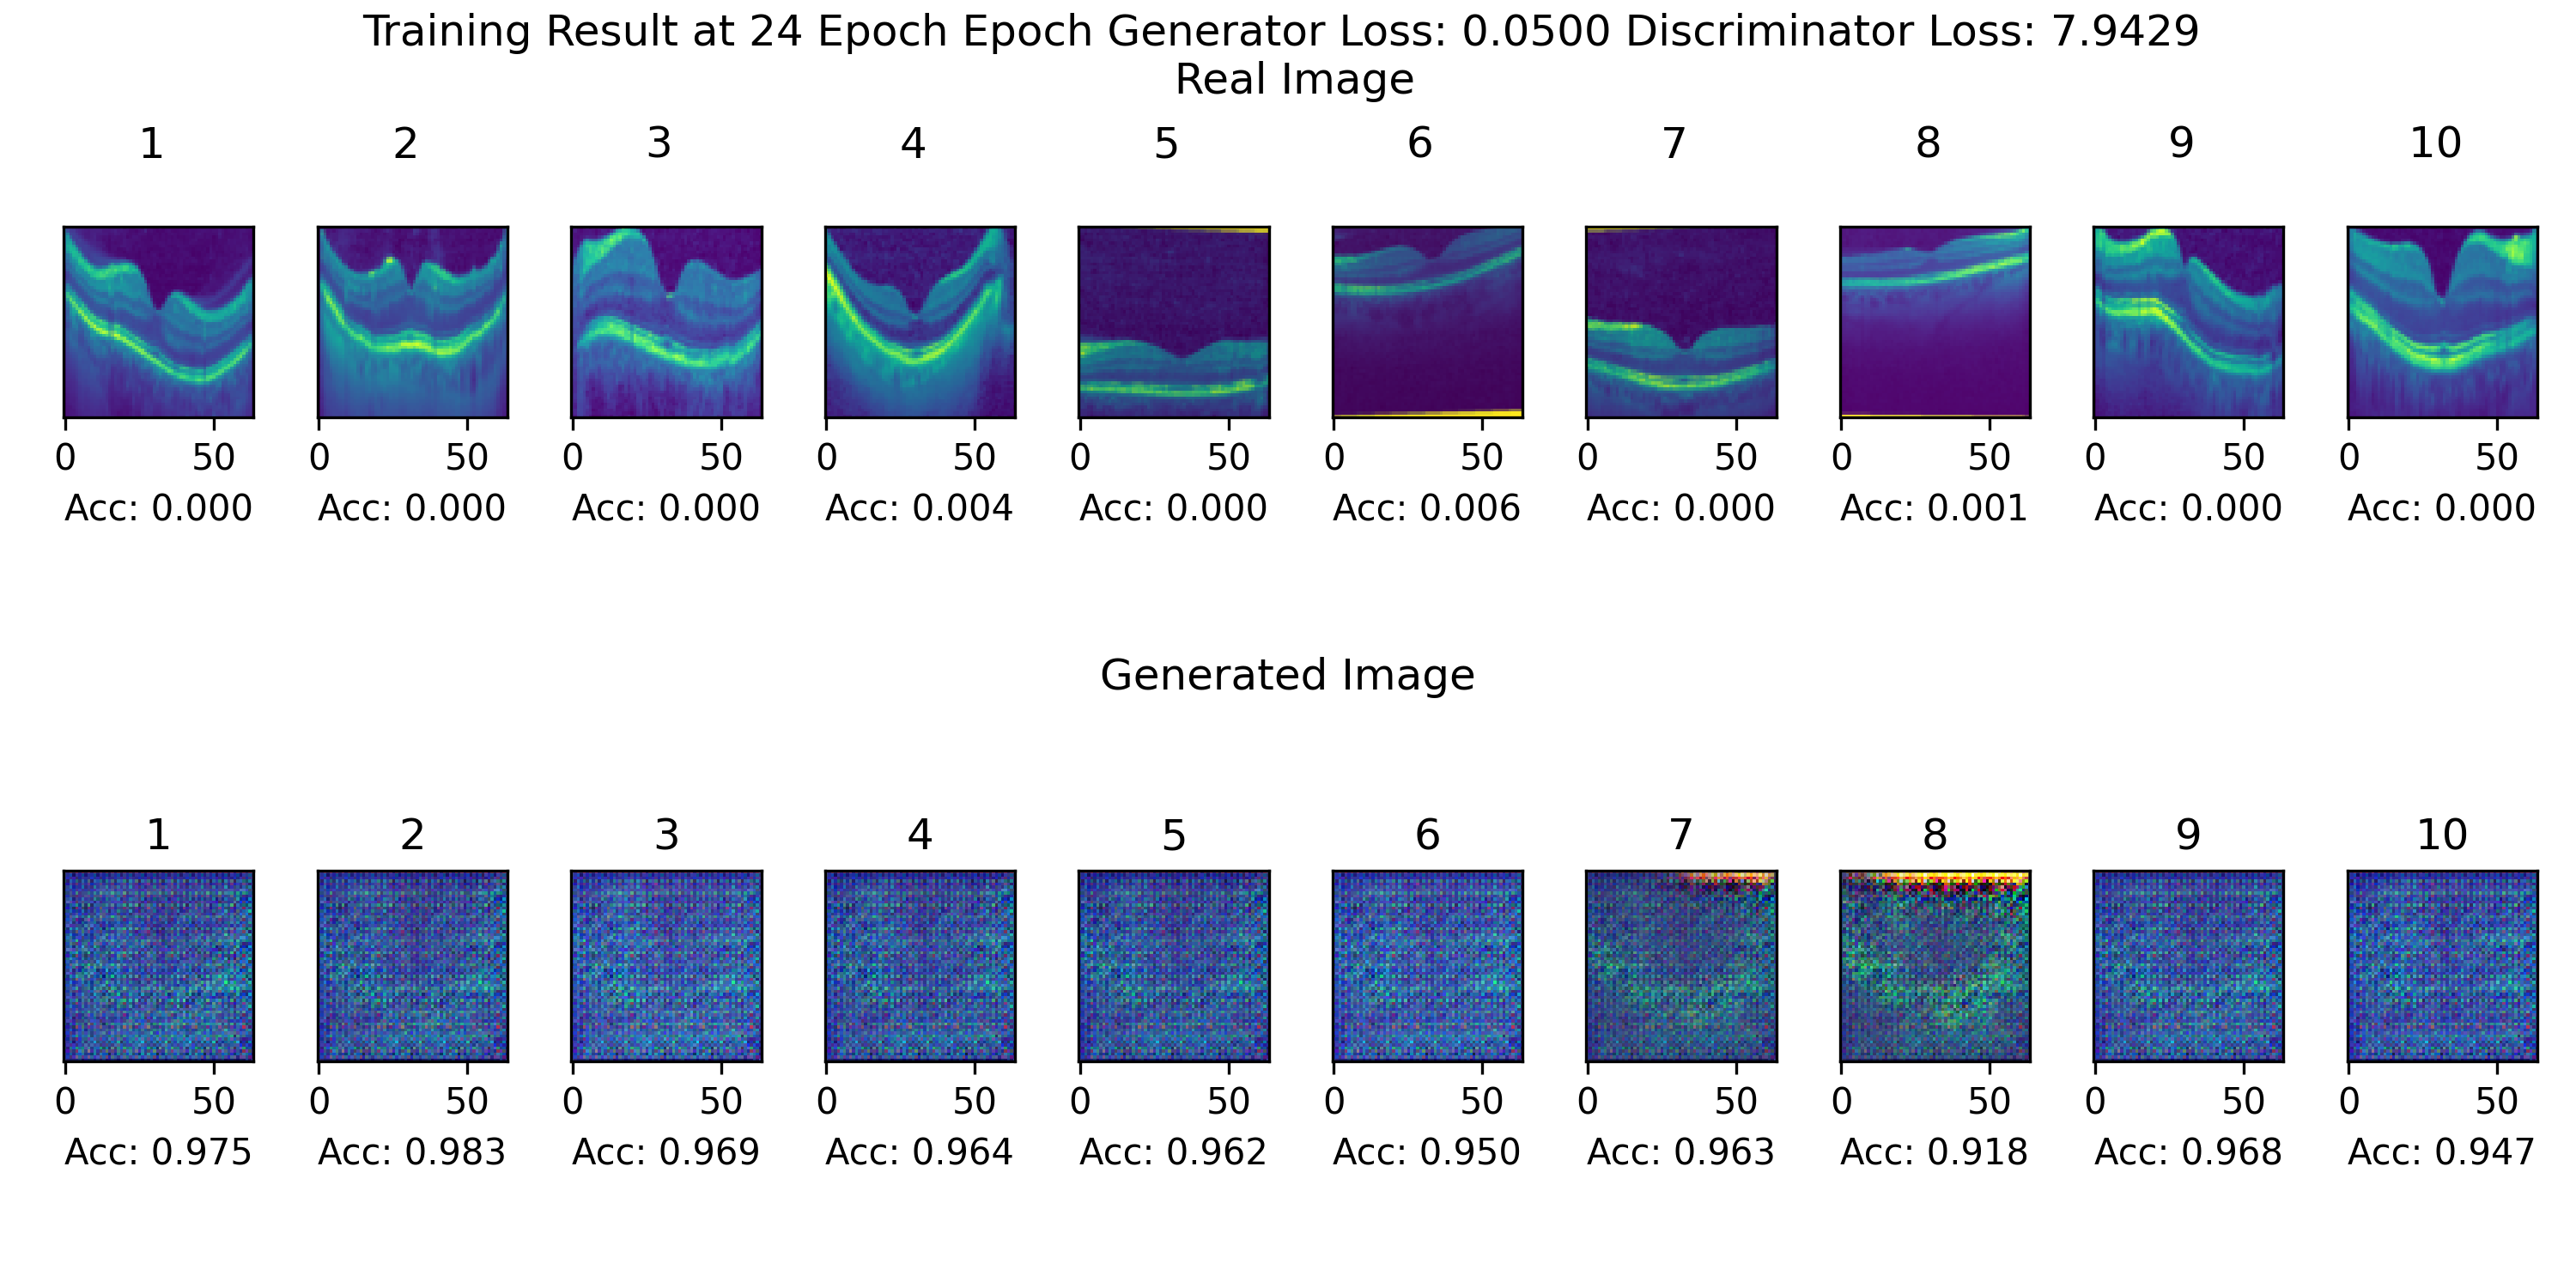 Training Result at 24 Epoch Epoch Generator Loss: 0.0500 Discriminator Loss: 7.9429
Real Image
1 2 3 4 5 6 7 8 9 10
0 50 0 50 0 50 0 50 0 50 0 50 0 50 0 50 0 50 0 50
Acc: 0.000 Acc: 0.000 Acc: 0.000 Acc: 0.004 Acc: 0.000 Acc: 0.006 Acc: 0.000 Acc: 0.001 Acc: 0.000 Acc: 0.000
Generated Image
1 2 3 4 5 6 7 8 9 10
0 50 0 50 0 50 0 50 0 50 0 50 0 50 0 50 0 50 0 50
Acc: 0.975 Acc: 0.983 Acc: 0.969 Acc: 0.964 Acc: 0.962 Acc: 0.950 Acc: 0.963 Acc: 0.918 Acc: 0.968 Acc: 0.947